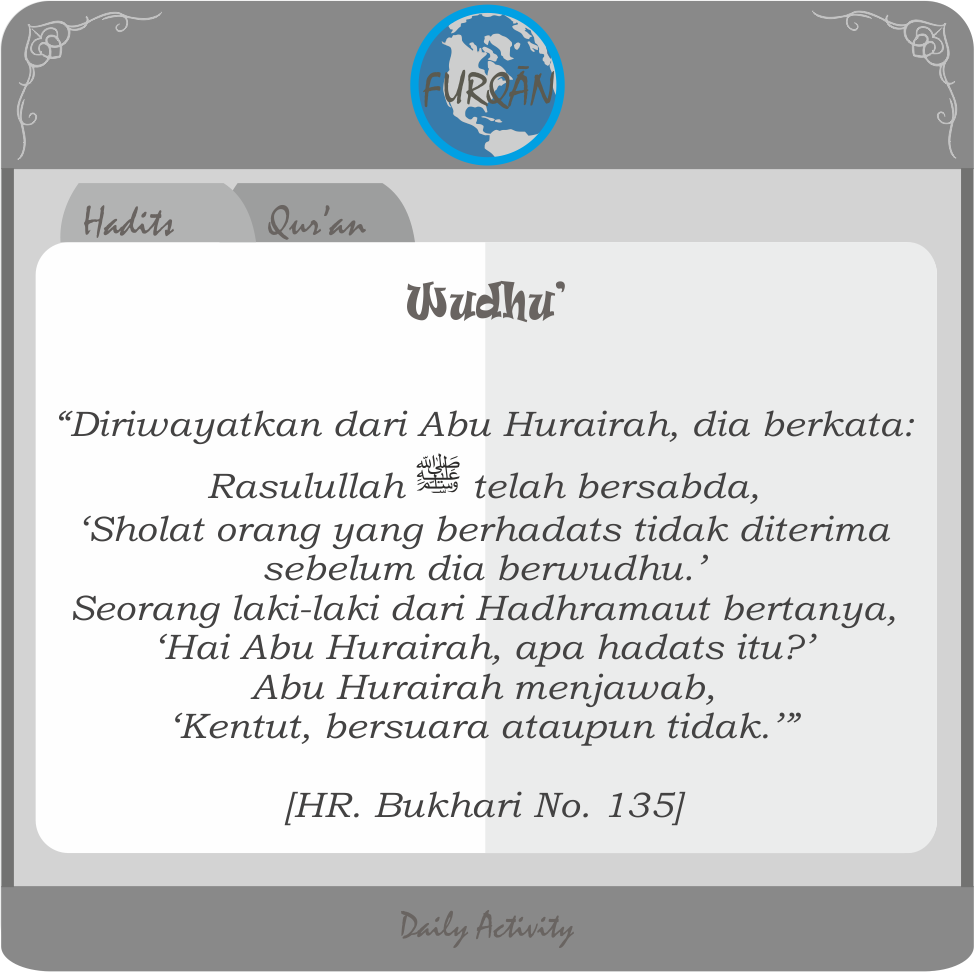 FURQĀN
Hadits
Qur'an
Wudhu'
“Diriwayatkan dari Abu Hurairah, dia berkata:
Rasulullah ﷺ telah bersabda,
‘Sholat orang yang berhadats tidak diterima
sebelum dia berwudhu.’
Seorang laki-laki dari Hadhramaut bertanya,
‘Hai Abu Hurairah, apa hadats itu?’
Abu Hurairah menjawab,
‘Kentut, bersuara ataupun tidak.’”
[HR. Bukhari No. 135]
Daily Activity